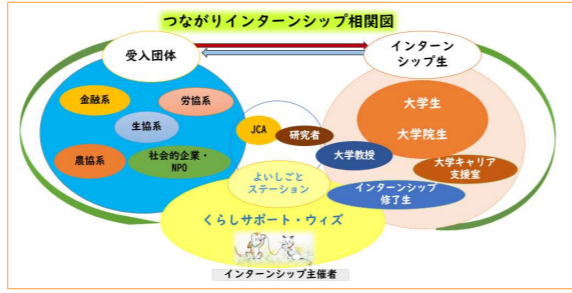 つながりインターンシップ相関図
受入団体
インターン
シップ生
金融系
労協系
生協系
農協系
社会的企業・
NPO
JCA
研究者
大学教授
大学生
大学院生
大学キャリア
支援室
よいしごと
ステーション
インターンシップ
修了生
くらしサポート・ウィズ
インターンシップ主催者